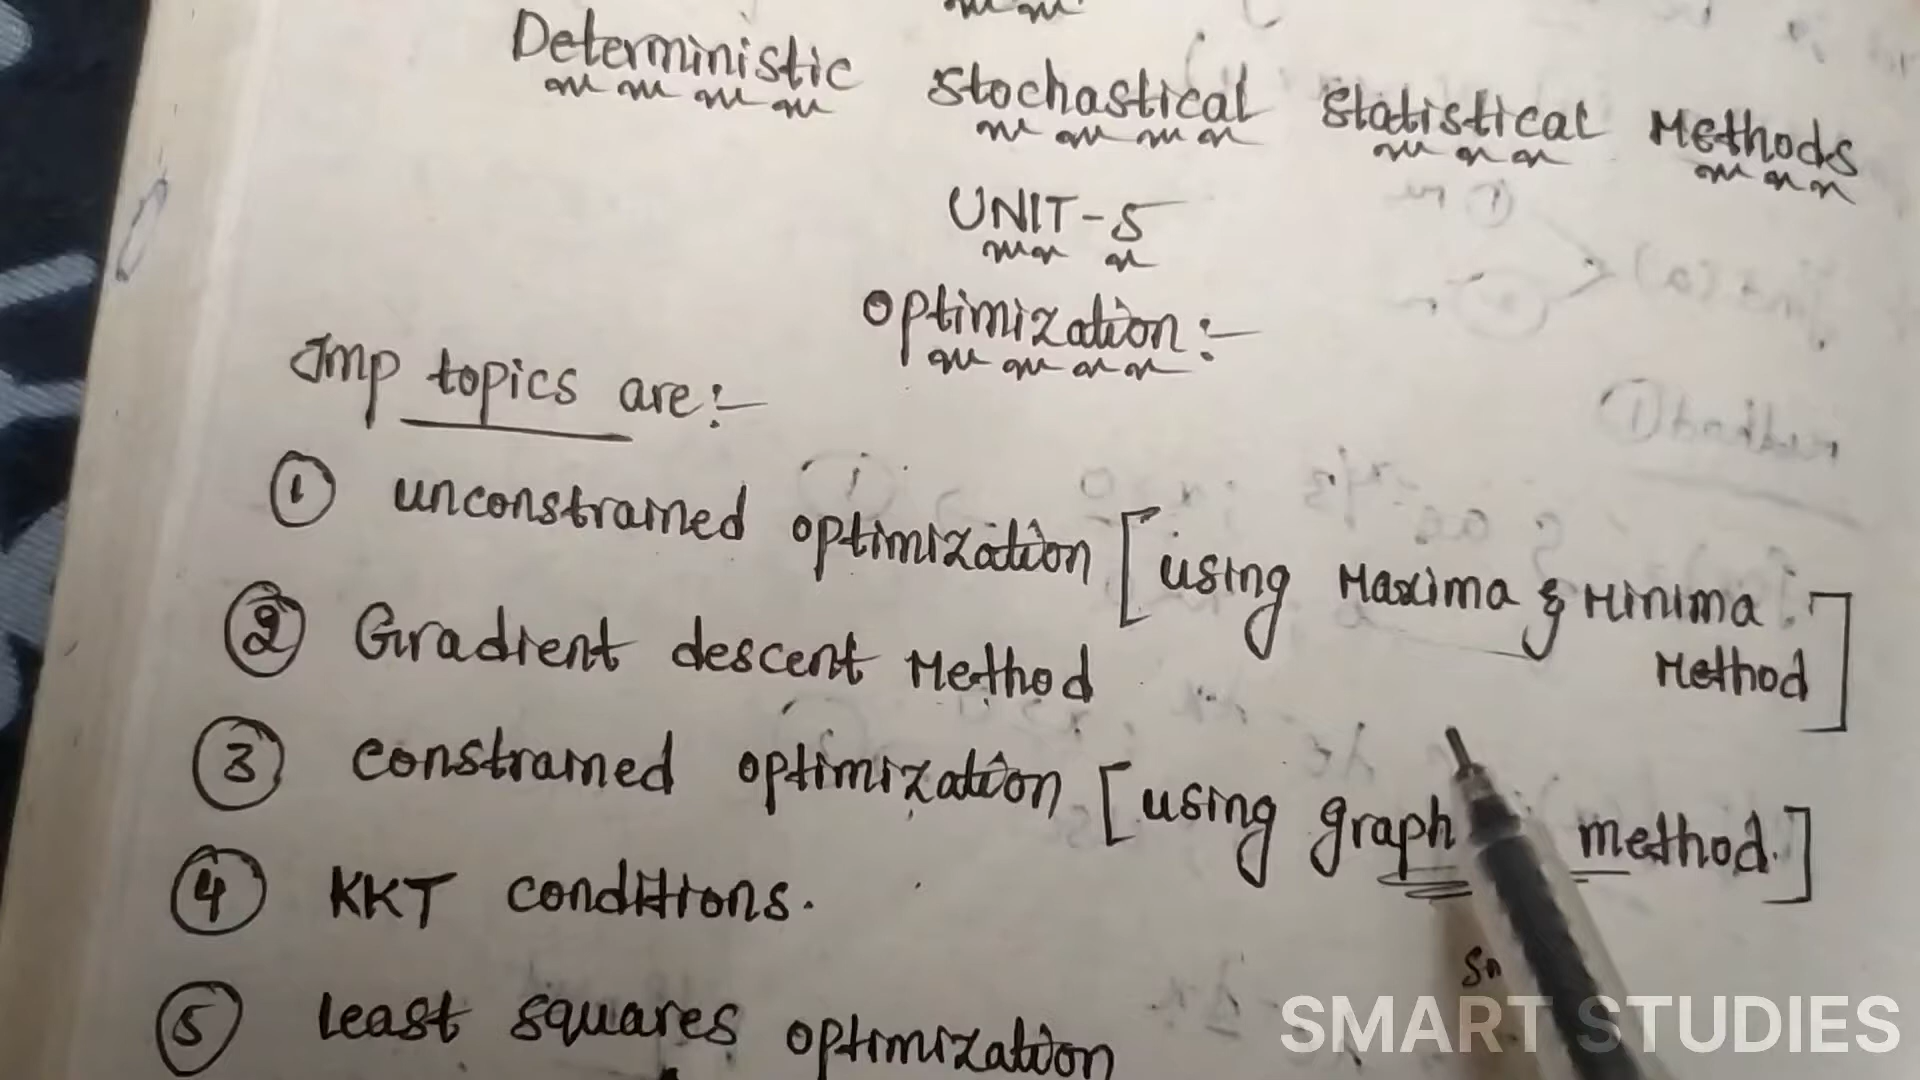 Deterministic Stochastical Statistical Methods
UNIT-5
Optimization:-
Imp topics are:-
① unconstrained optimization [using Maxima & Minima Method]
② Gradient descent Method
③ constrained optimization [using graph method.]
④ KKT conditions.
⑤ Least squares optimization
SMART STUDIES